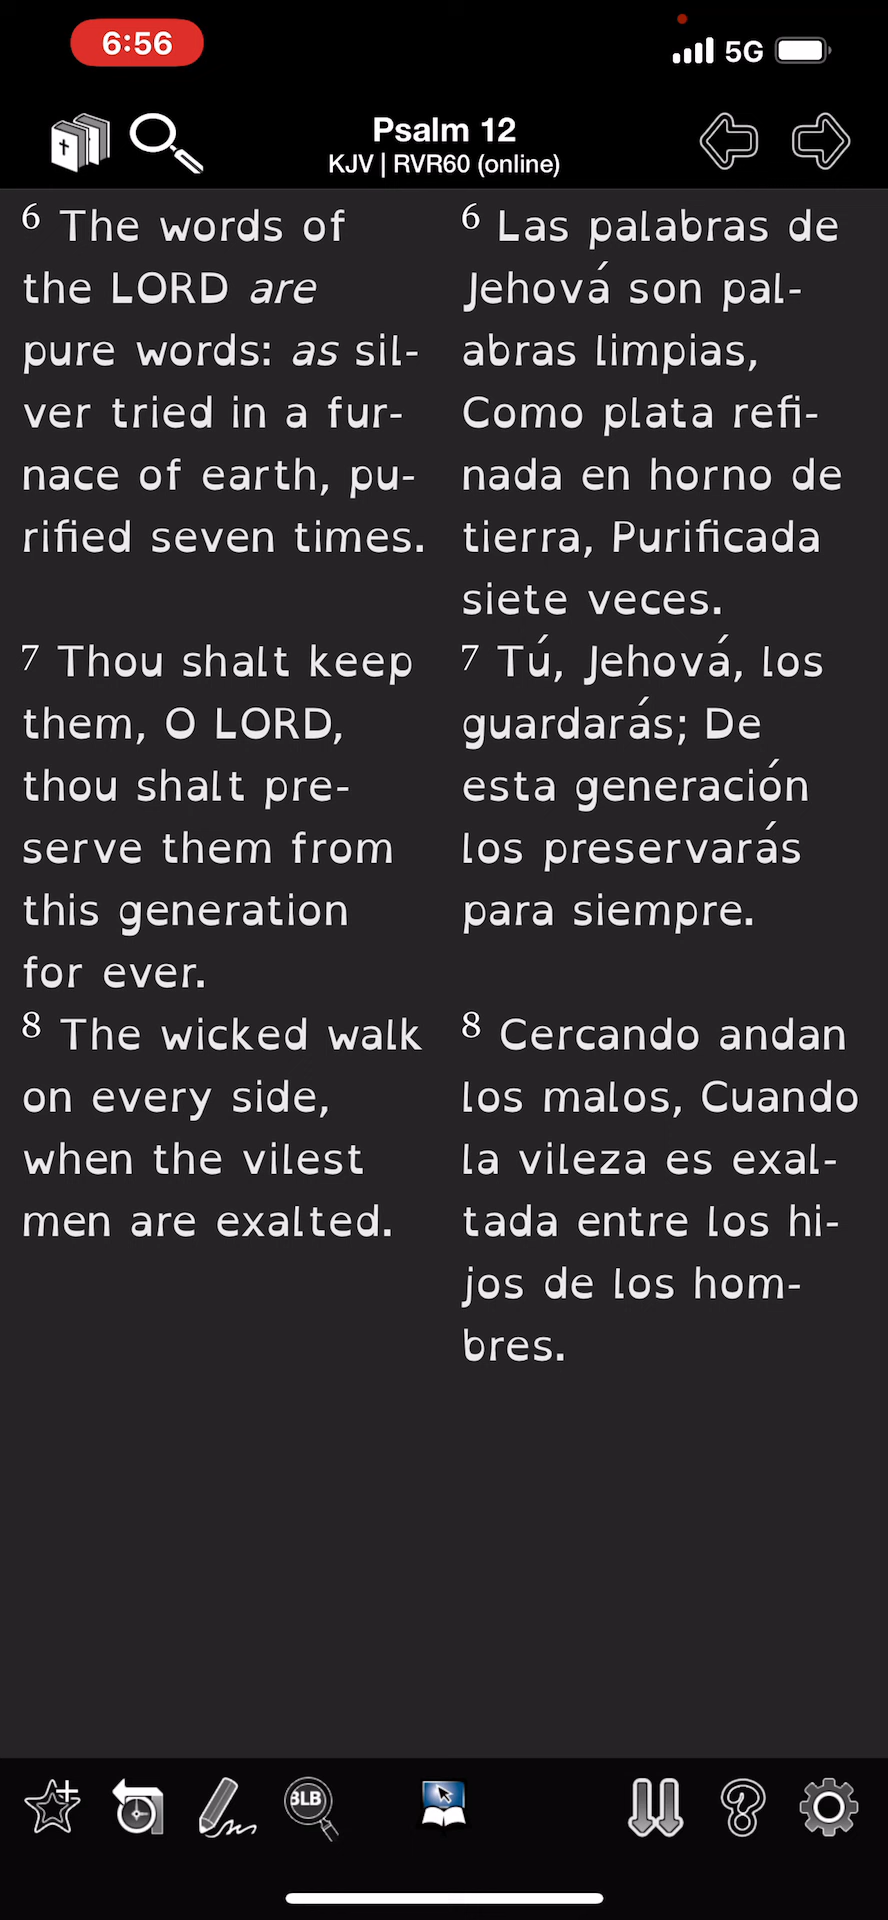 6:56
5G
Psalm 12
KJV | RVR60 (online)
6 The words of
the LORD are
pure words: as sil-
ver tried in a fur-
nace of earth, pu-
rified seven times.
7 Thou shalt keep
them, O LORD,
thou shalt pre-
serve them from
this generation
for ever.
8 The wicked walk
on every side,
when the vilest
men are exalted.
6 Las palabras de
Jehová son pal-
abras limpias,
Como plata refi-
nada en horno de
tierra, Purificada
siete veces.
7 Tú, Jehová, los
guardarás; De
esta generación
los preservarás
para siempre.
8 Cercando andan
los malos, Cuando
la vileza es exal-
tada entre los hi-
jos de los hom-
bres.
BLB